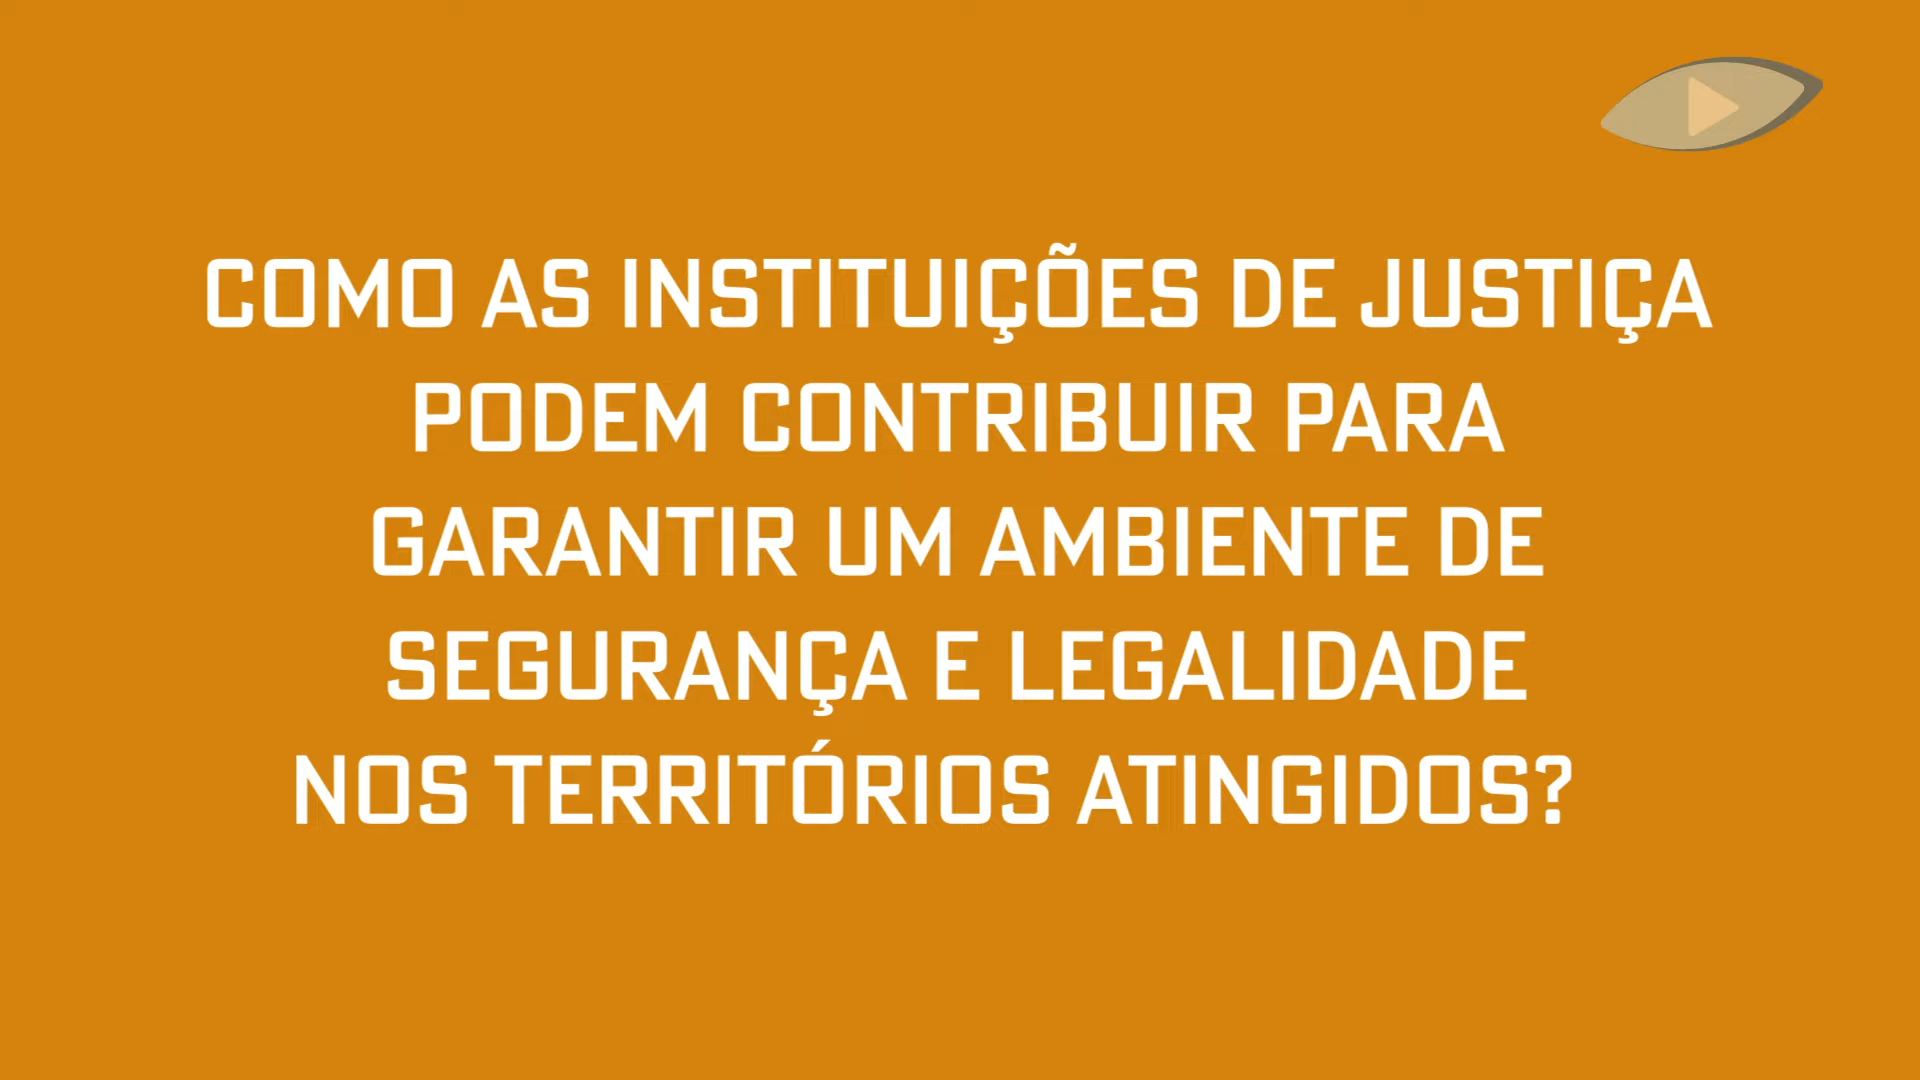 COMO AS INSTITUIÇÕES DE JUSTIÇA
PODEM CONTRIBUIR PARA
GARANTIR UM AMBIENTE DE
SEGURANÇA E LEGALIDADE
NOS TERRITÓRIOS ATINGIDOS?